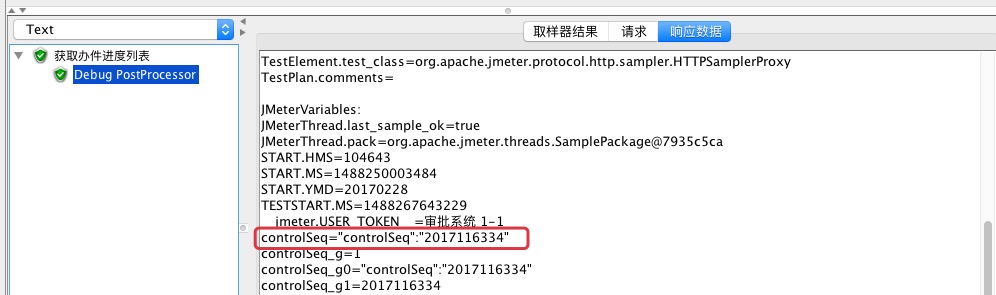 Text
取样器结果 请求 响应数据
获取办件进度列表
Debug PostProcessor
TestElement.test_class=org.apache.jmeter.protocol.http.sampler.HTTPSamplerProxy
TestPlan.comments=
JMeterVariables:
JMeterThread.last_sample_ok=true
JMeterThread.pack=org.apache.jmeter.threads.SamplePackage@7935c5ca
START.HMS=104643
START.MS=1488250003484
START.YMD=20170228
TESTSTART.MS=1488267643229
__jmeter.USER_TOKEN__=审批系统 1-1
controlSeq="controlSeq":"2017116334"
controlSeq_g=1
controlSeq_g0="controlSeq":"2017116334"
controlSeq_g1=2017116334